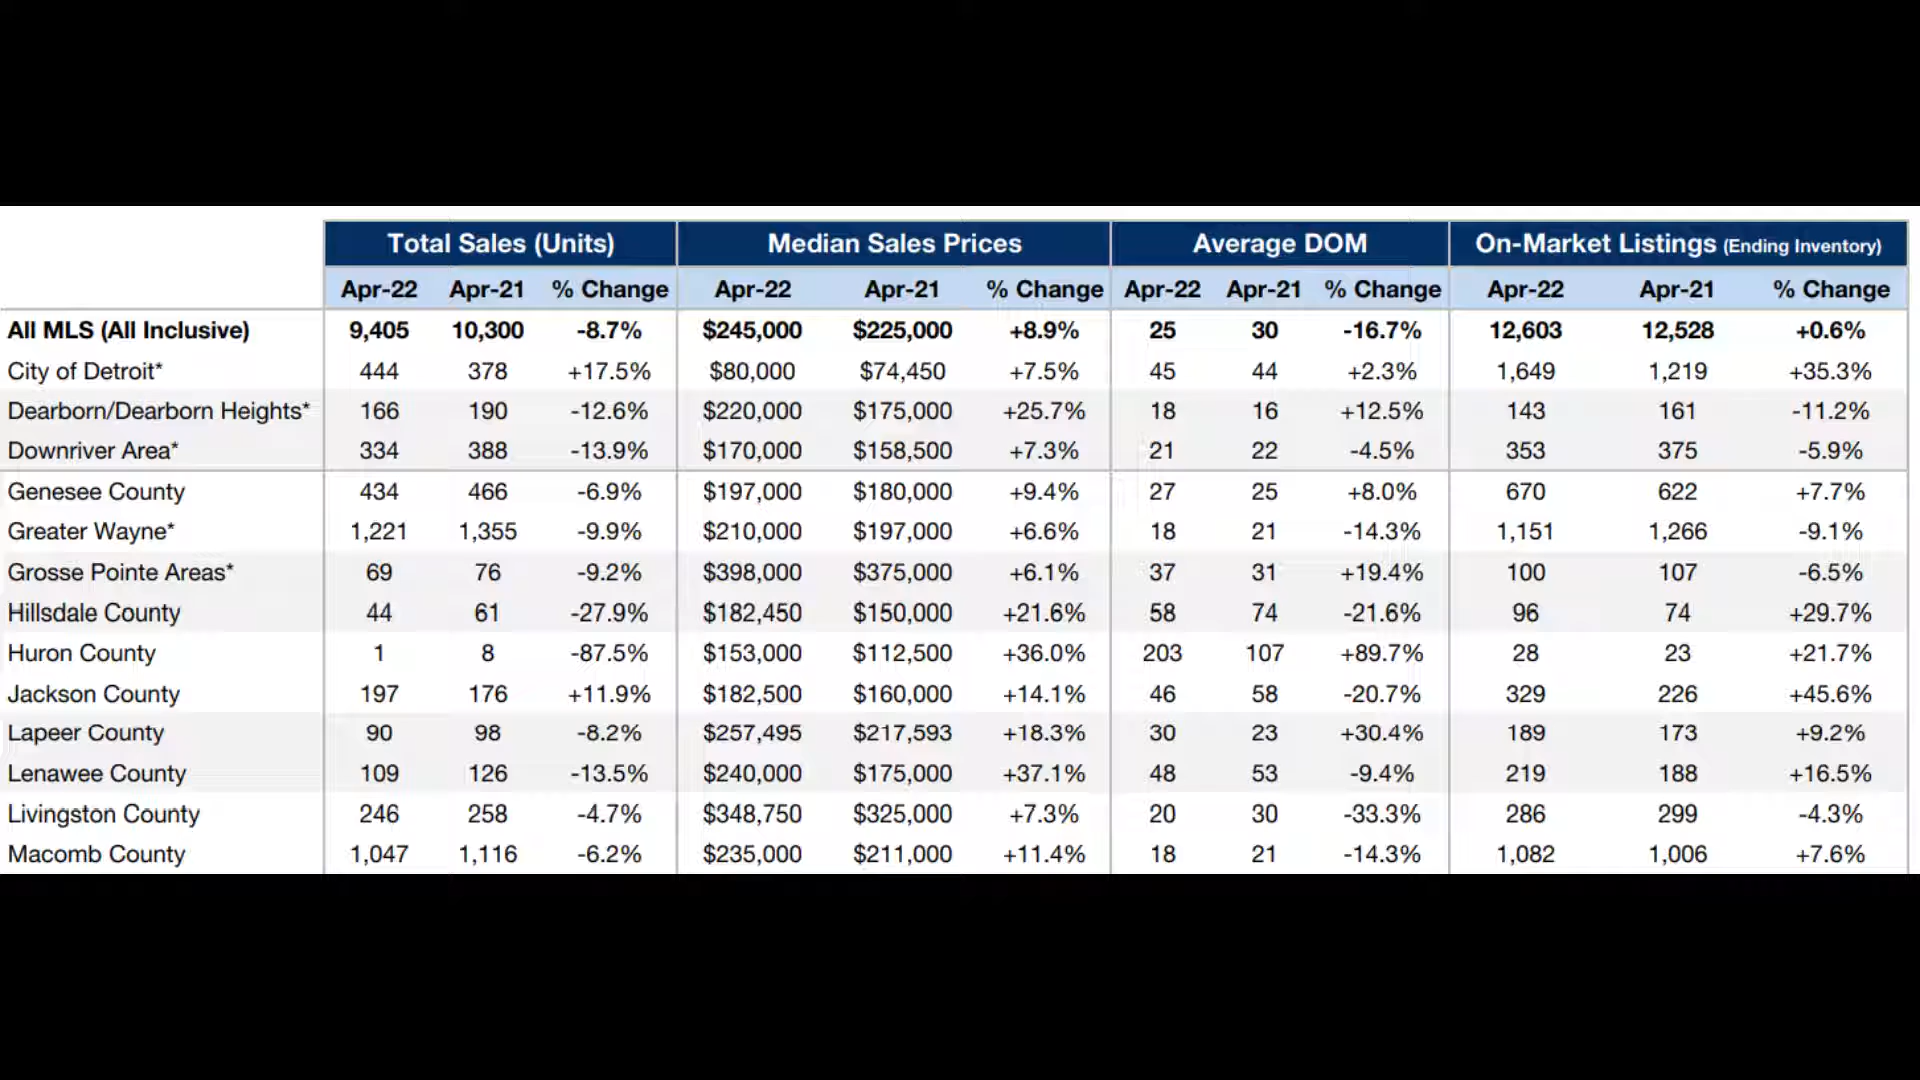 Total Sales (Units) Median Sales Prices Average DOM On-Market Listings (Ending Inventory)
Apr-22 Apr-21 % Change Apr-22 Apr-21 % Change Apr-22 Apr-21 % Change Apr-22 Apr-21 % Change
All MLS (All Inclusive) 9,405 10,300 -8.7% $245,000 $225,000 +8.9% 25 30 -16.7% 12,603 12,528 +0.6%
City of Detroit* 444 378 +17.5% $80,000 $74,450 +7.5% 45 44 +2.3% 1,649 1,219 +35.3%
Dearborn/Dearborn Heights* 166 190 -12.6% $220,000 $175,000 +25.7% 18 16 +12.5% 143 161 -11.2%
Downriver Area* 334 388 -13.9% $170,000 $158,500 +7.3% 21 22 -4.5% 353 375 -5.9%
Genesee County 434 466 -6.9% $197,000 $180,000 +9.4% 27 25 +8.0% 670 622 +7.7%
Greater Wayne* 1,221 1,355 -9.9% $210,000 $197,000 +6.6% 18 21 -14.3% 1,151 1,266 -9.1%
Grosse Pointe Areas* 69 76 -9.2% $398,000 $375,000 +6.1% 37 31 +19.4% 100 107 -6.5%
Hillsdale County 44 61 -27.9% $182,450 $150,000 +21.6% 58 74 -21.6% 96 74 +29.7%
Huron County 1 8 -87.5% $153,000 $112,500 +36.0% 203 107 +89.7% 28 23 +21.7%
Jackson County 197 176 +11.9% $182,500 $160,000 +14.1% 46 58 -20.7% 329 226 +45.6%
Lapeer County 90 98 -8.2% $257,495 $217,593 +18.3% 30 23 +30.4% 189 173 +9.2%
Lenawee County 109 126 -13.5% $240,000 $175,000 +37.1% 48 53 -9.4% 219 188 +16.5%
Livingston County 246 258 -4.7% $348,750 $325,000 +7.3% 20 30 -33.3% 286 299 -4.3%
Macomb County 1,047 1,116 -6.2% $235,000 $211,000 +11.4% 18 21 -14.3% 1,082 1,006 +7.6%